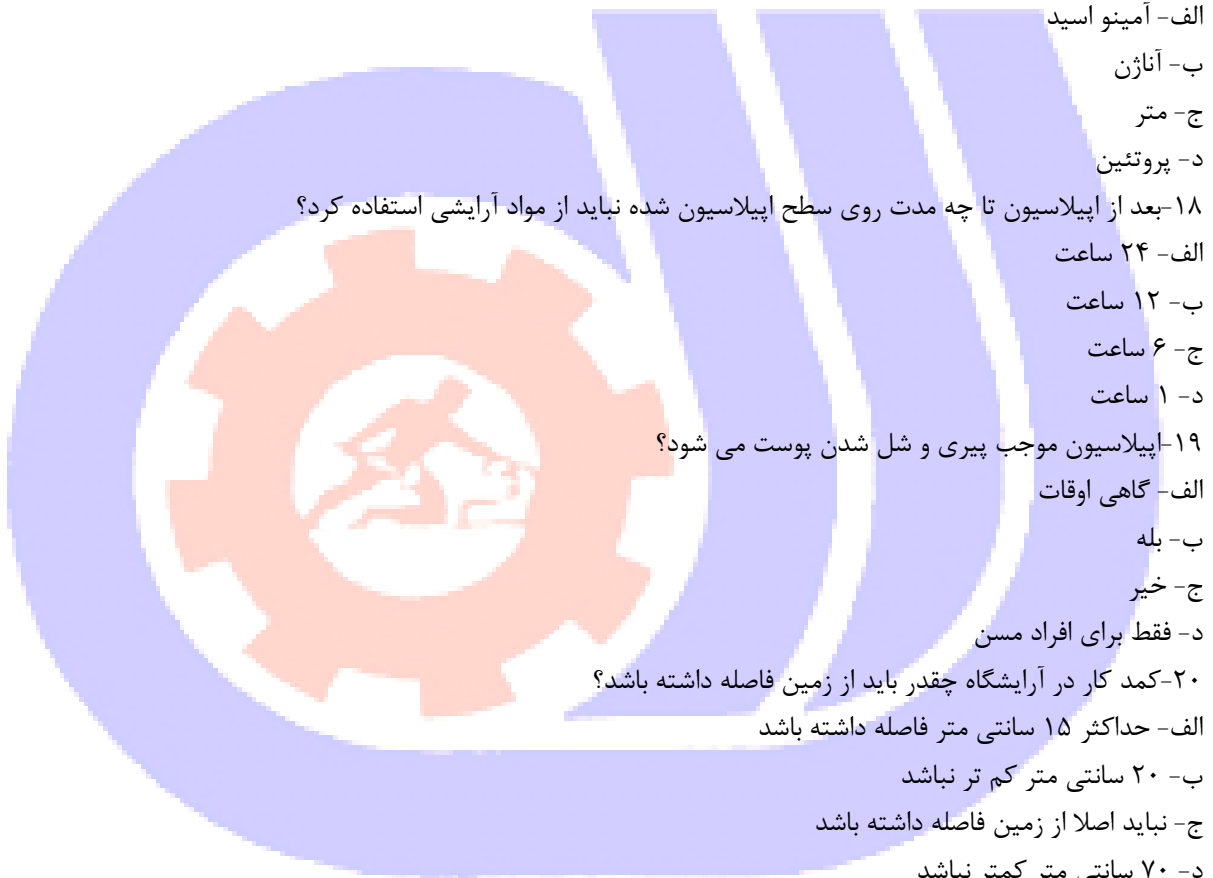 الف- آمینو اسید
ب- آناژن
ج- متر
د- پروتئین
۱۸-بعد از اپیلاسیون تا چه مدت روی سطح اپیلاسیون شده نباید از مواد آرایشی استفاده کرد؟
الف- ۲۴ ساعت
ب- ۱۲ ساعت
ج- ۶ ساعت
د- ۱ ساعت
۱۹-اپیلاسیون موجب پیری و شل شدن پوست می شود؟
الف- گاهی اوقات
ب- بله
ج- خیر
د- فقط برای افراد مسن
۲۰-کمد کار در آرایشگاه چقدر باید از زمین فاصله داشته باشد؟
الف- حداکثر ۱۵ سانتی متر فاصله داشته باشد
ب- ۲۰ سانتی متر کم تر نباشد
ج- نباید اصلا از زمین فاصله داشته باشد
د- ۷۰ سانتی متر کمتر نباشد